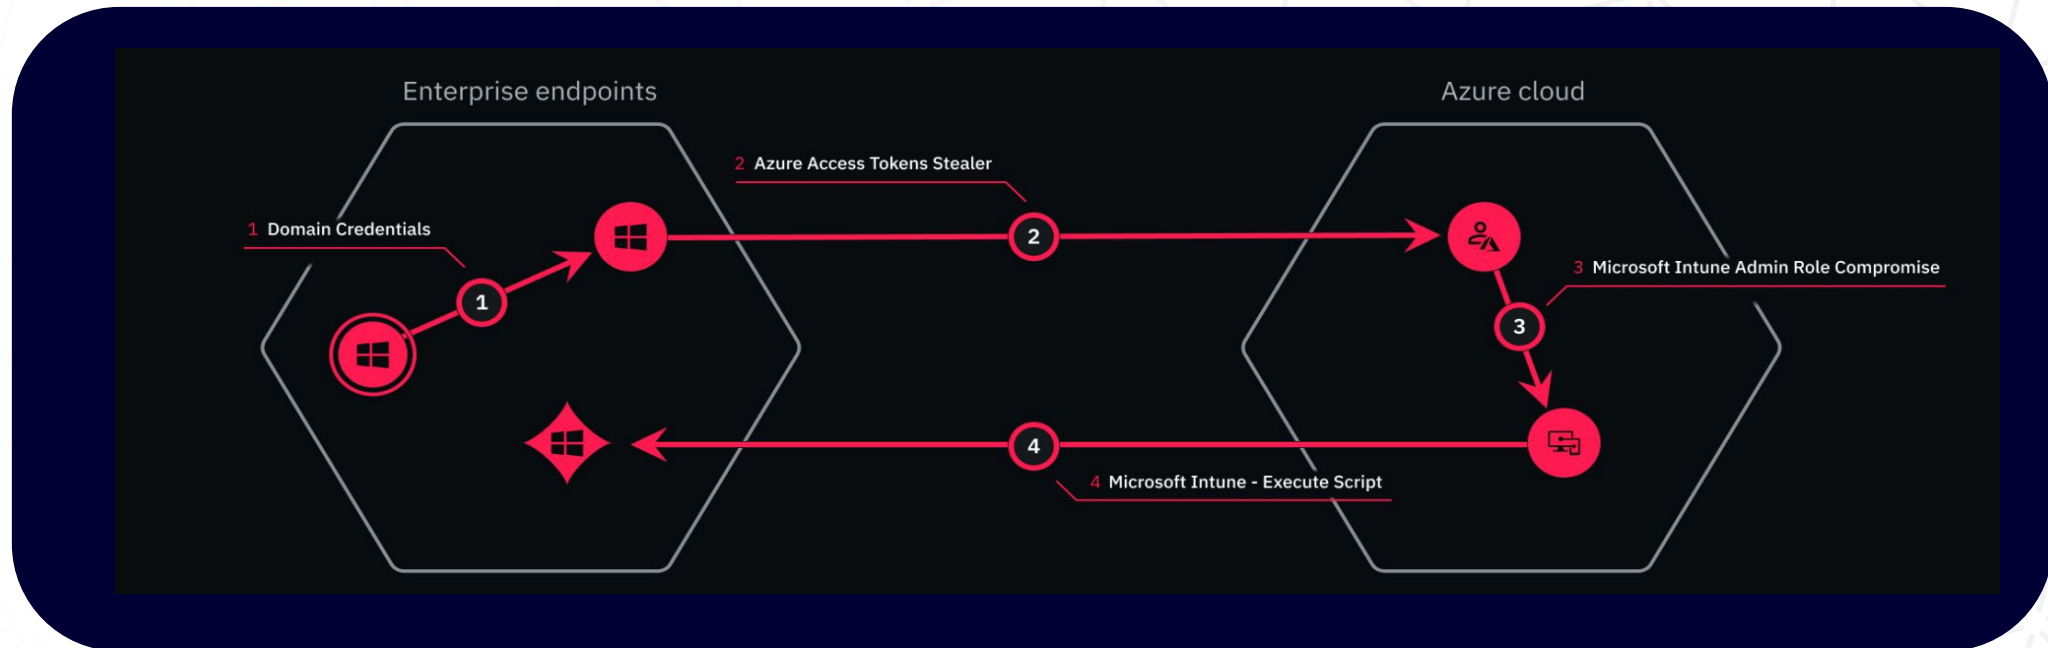 Enterprise endpoints
Azure cloud
2 Azure Access Tokens Stealer
1 Domain Credentials
2
3 Microsoft Intune Admin Role Compromise
1
3
4
4 Microsoft Intune - Execute Script